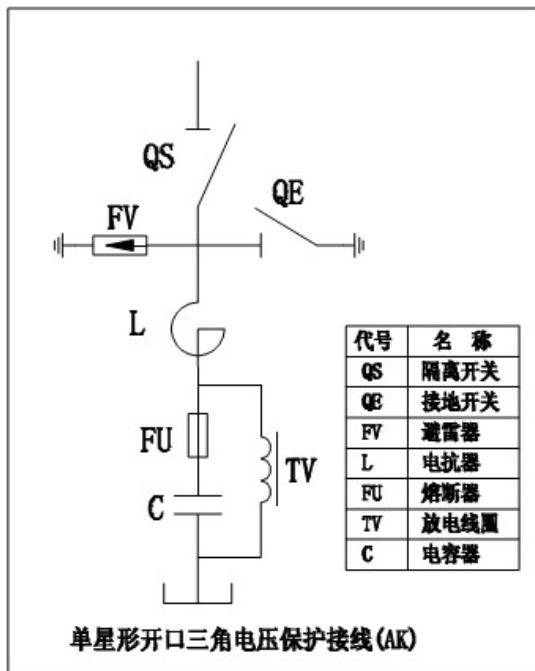 QS
QE
FV
L
FU
TV
C
代号 名 称
QS 隔离开关
QE 接地开关
FV 避雷器
L 电抗器
FU 熔断器
TV 放电线圈
C 电容器
单星形开口三角电压保护接线(AK)